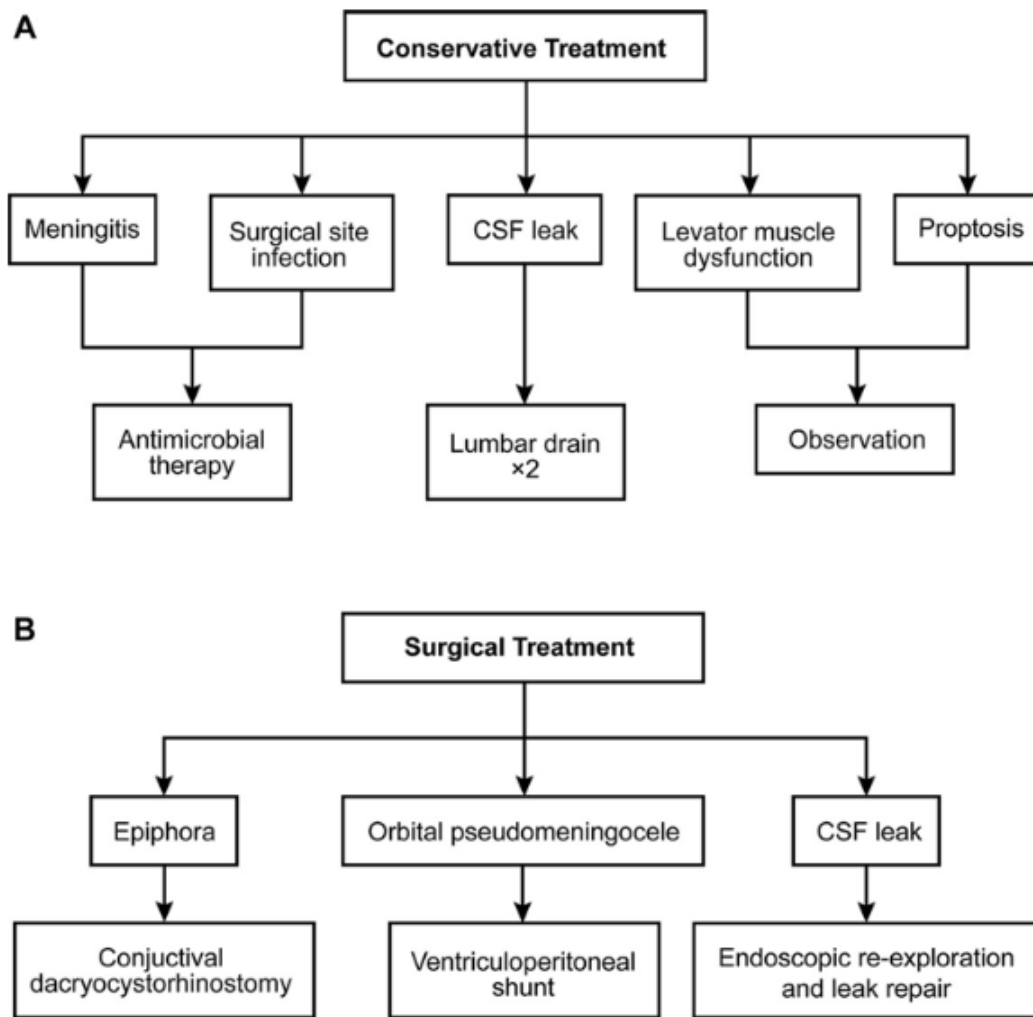 A
Conservative Treatment
Meningitis
Surgical site
infection
CSF leak
Levator muscle
dysfunction
Proptosis
Antimicrobial
therapy
Lumbar drain
×2
Observation
B
Surgical Treatment
Epiphora
Orbital pseudomeningocele
CSF leak
Conjuctival
dacryocystorhinostomy
Ventriculoperitoneal
shunt
Endoscopic re-exploration
and leak repair